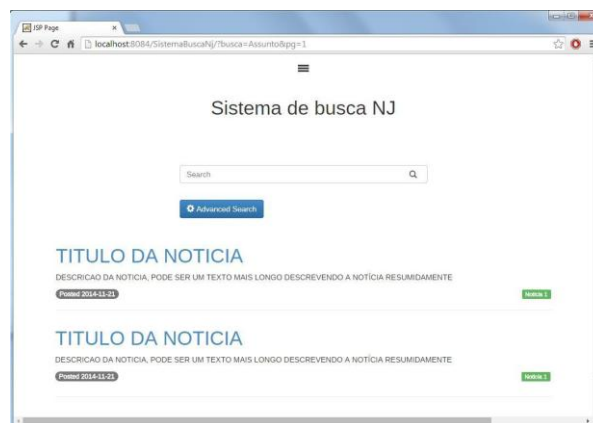 JSP Page
localhost:8084/SistemaBuscaNj/?busca=Assunto&pg=1
Sistema de busca NJ
Search
Advanced Search
TITULO DA NOTICIA
DESCRICAO DA NOTICIA, PODE SER UM TEXTO MAIS LONGO DESCREVENDO A NOTÍCIA RESUMIDAMENTE
Posted 2014-11-21
Noticia 1
TITULO DA NOTICIA
DESCRICAO DA NOTICIA, PODE SER UM TEXTO MAIS LONGO DESCREVENDO A NOTÍCIA RESUMIDAMENTE
Posted 2014-11-21
Noticia 1